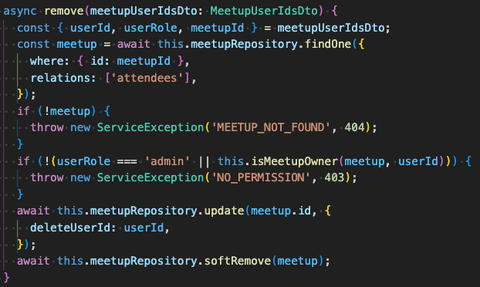 async remove(meetupUserIdsDto: MeetupUserIdsDto) {
  const { userId, userRole, meetupId } = meetupUserIdsDto;
  const meetup = await this.meetupRepository.findOne({
    where: { id: meetupId },
    relations: ['attendees'],
  });
  if (!meetup) {
    throw new ServiceException('MEETUP_NOT_FOUND', 404);
  }
  if (!(userRole === 'admin' || this.isMeetupOwner(meetup, userId))) {
    throw new ServiceException('NO_PERMISSION', 403);
  }
  await this.meetupRepository.update(meetup.id, {
    deleteUserId: userId,
  });
  await this.meetupRepository.softRemove(meetup);
}